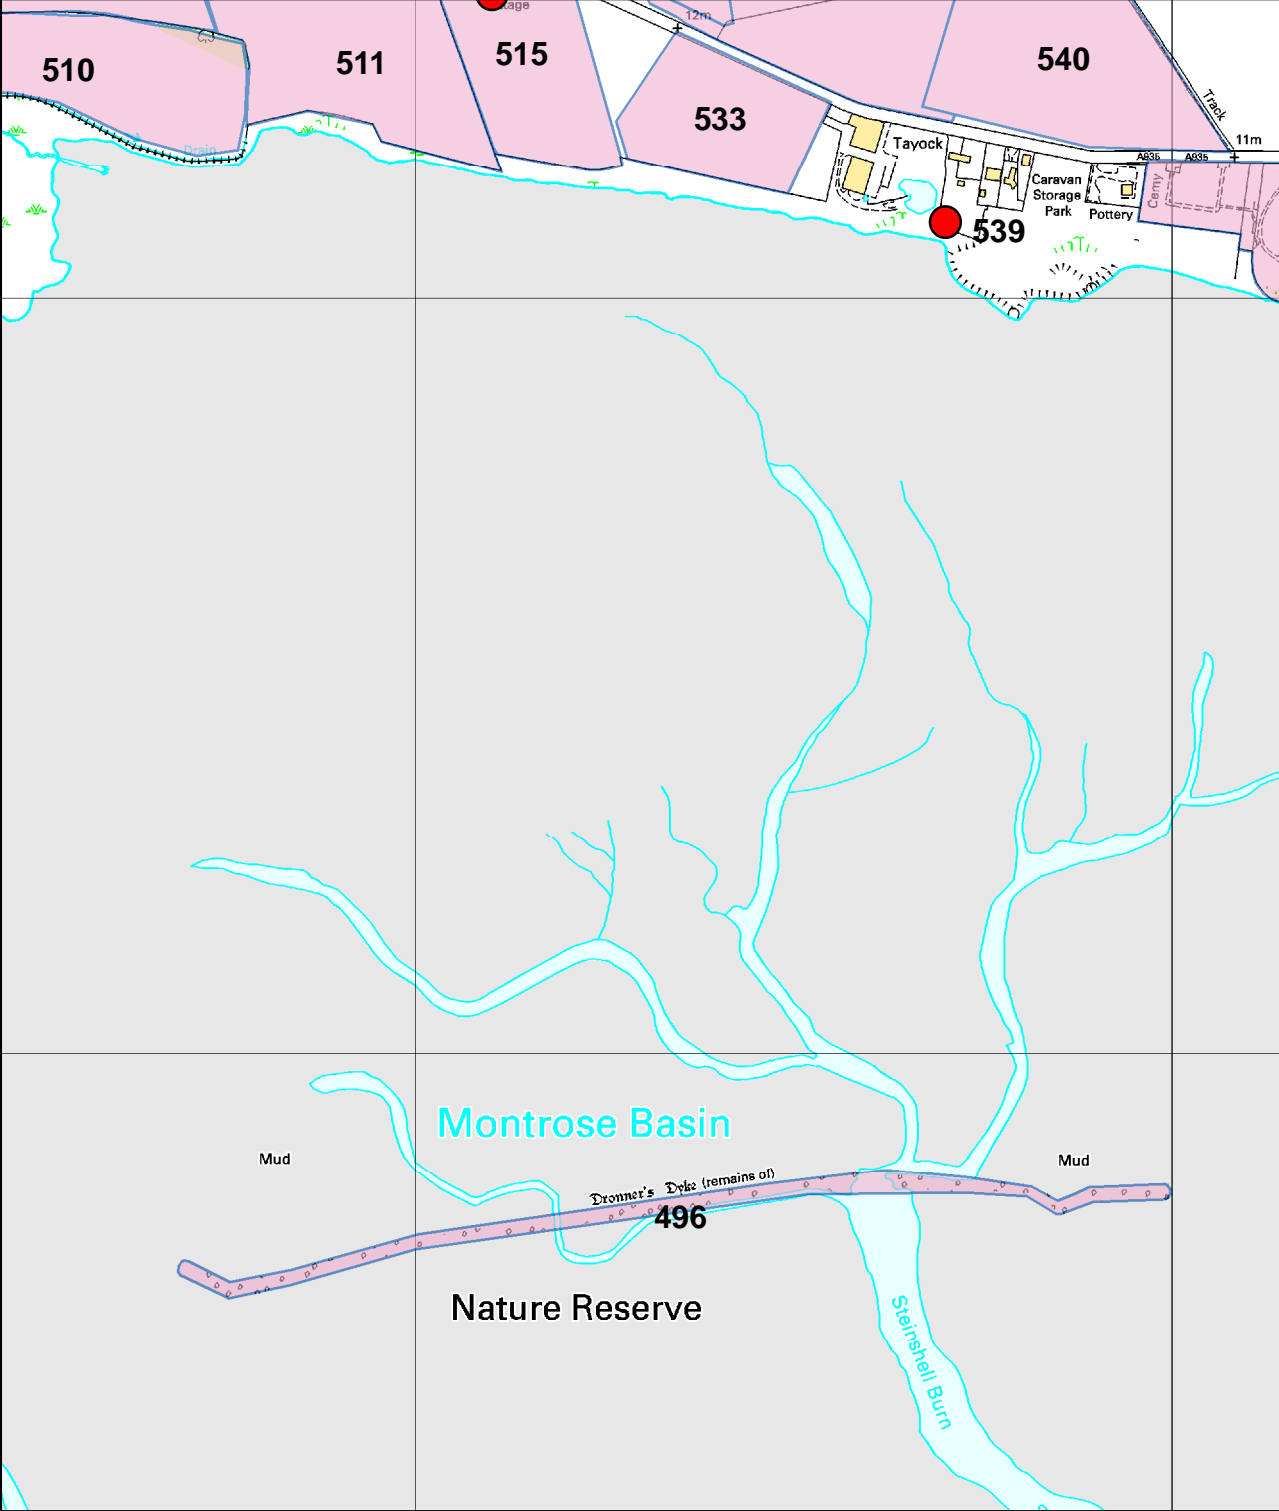 tage
12m
510
511
515
533
540
Track
11m
Drain
Tayock
A935
A935
Caravan
Storage
Park
Pottery
Cemy
539
Montrose Basin
Mud
Mud
Dronner's Dyke (remains of)
496
Nature Reserve
Steinshell Burn